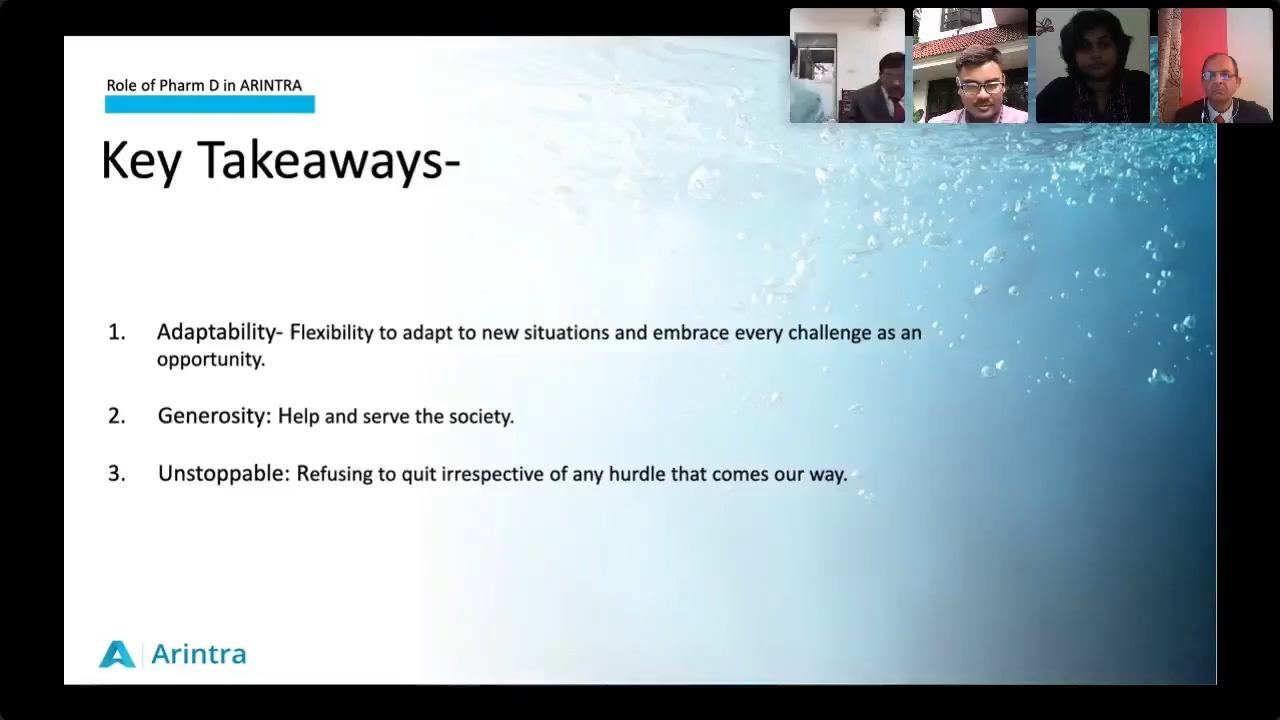 Role of Pharm D in ARINTRA
Key Takeaways-
1. Adaptability- Flexibility to adapt to new situations and embrace every challenge as an
opportunity.
2. Generosity: Help and serve the society.
3. Unstoppable: Refusing to quit irrespective of any hurdle that comes our way.
Arintra